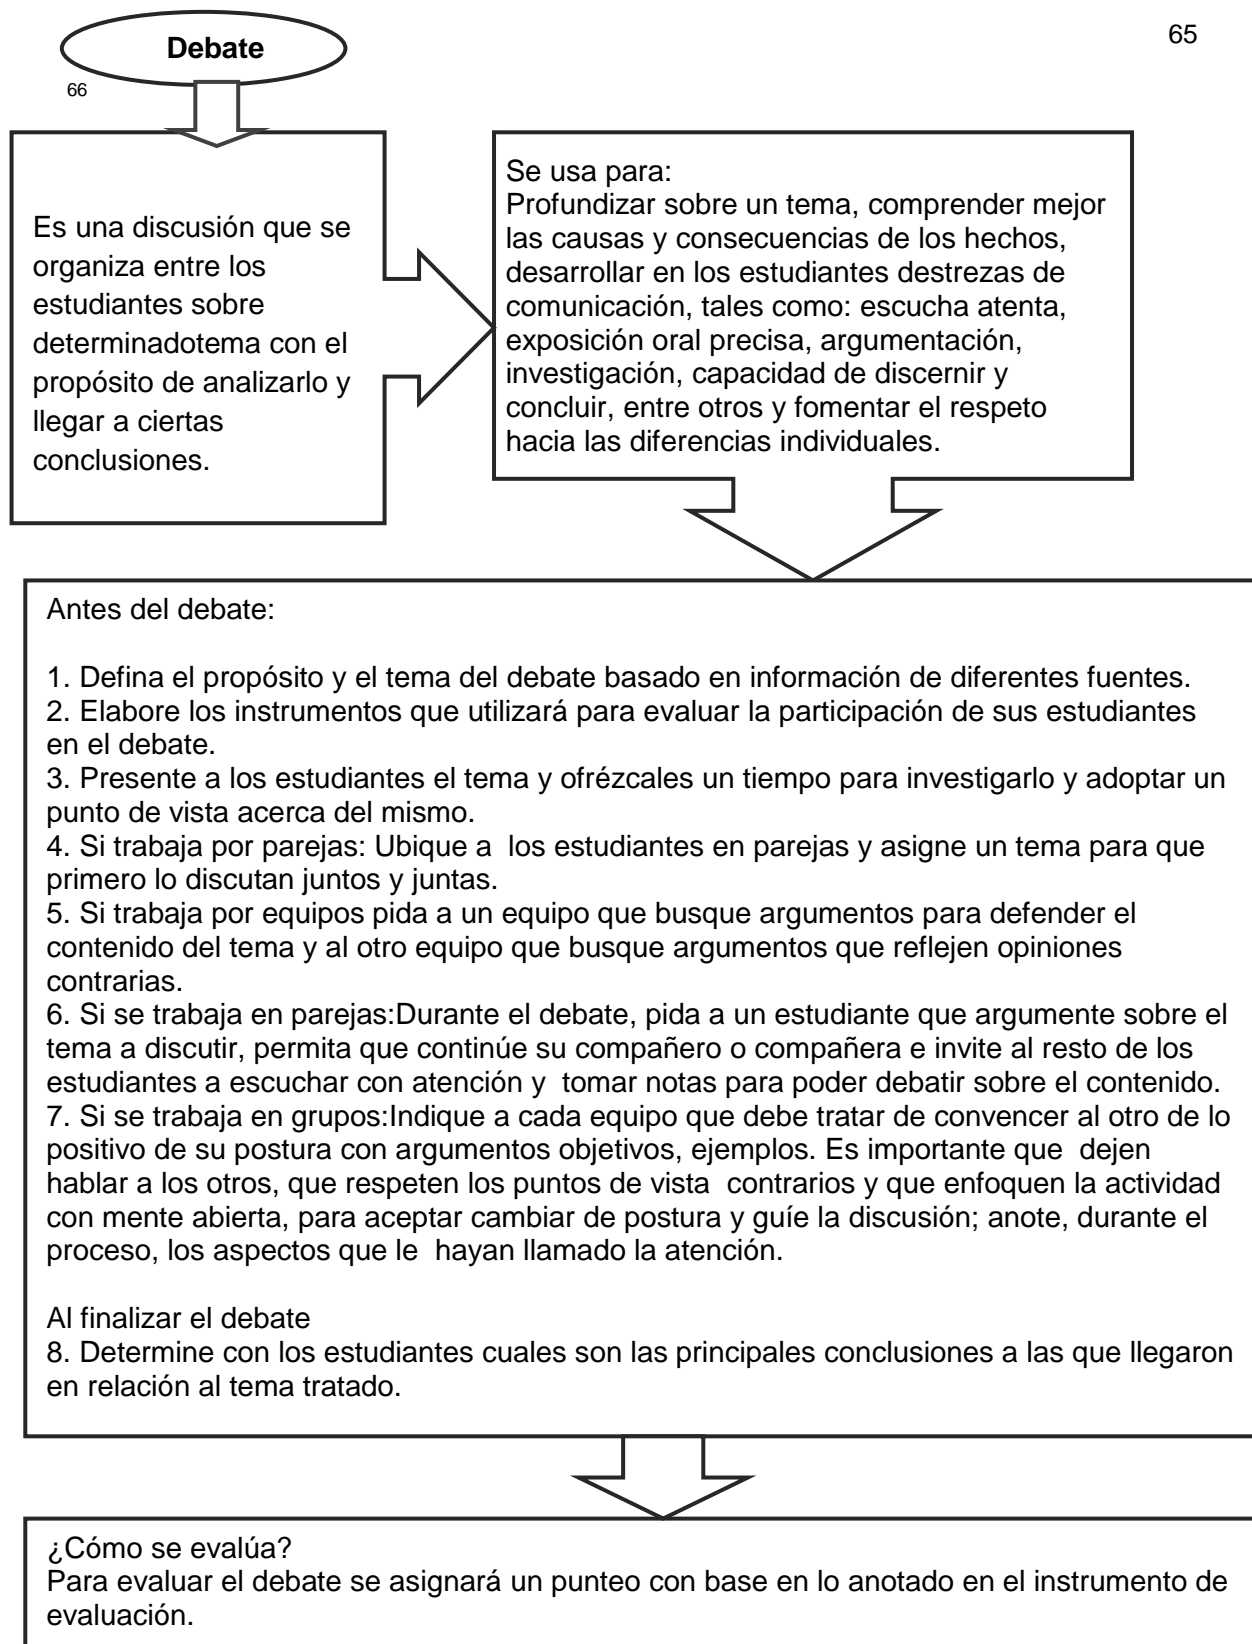 65
Debate
66
Es una discusión que se
organiza entre los
estudiantes sobre
determinadotema con el
propósito de analizarlo y
llegar a ciertas
conclusiones.
Se usa para:
Profundizar sobre un tema, comprender mejor
las causas y consecuencias de los hechos,
desarrollar en los estudiantes destrezas de
comunicación, tales como: escucha atenta,
exposición oral precisa, argumentación,
investigación, capacidad de discernir y
concluir, entre otros y fomentar el respeto
hacia las diferencias individuales.
Antes del debate:
1. Defina el propósito y el tema del debate basado en información de diferentes fuentes.
2. Elabore los instrumentos que utilizará para evaluar la participación de sus estudiantes
en el debate.
3. Presente a los estudiantes el tema y ofrézcales un tiempo para investigarlo y adoptar un
punto de vista acerca del mismo.
4. Si trabaja por parejas: Ubique a  los estudiantes en parejas y asigne un tema para que
primero lo discutan juntos y juntas.
5. Si trabaja por equipos pida a un equipo que busque argumentos para defender el
contenido del tema y al otro equipo que busque argumentos que reflejen opiniones
contrarias.
6. Si se trabaja en parejas:Durante el debate, pida a un estudiante que argumente sobre el
tema a discutir, permita que continúe su compañero o compañera e invite al resto de los
estudiantes a escuchar con atención y  tomar notas para poder debatir sobre el contenido.
7. Si se trabaja en grupos:Indique a cada equipo que debe tratar de convencer al otro de lo
positivo de su postura con argumentos objetivos, ejemplos. Es importante que  dejen
hablar a los otros, que respeten los puntos de vista  contrarios y que enfoquen la actividad
con mente abierta, para aceptar cambiar de postura y guíe la discusión; anote, durante el
proceso, los aspectos que le  hayan llamado la atención.
Al finalizar el debate
8. Determine con los estudiantes cuales son las principales conclusiones a las que llegaron
en relación al tema tratado.
¿Cómo se evalúa?
Para evaluar el debate se asignará un punteo con base en lo anotado en el instrumento de
evaluación.